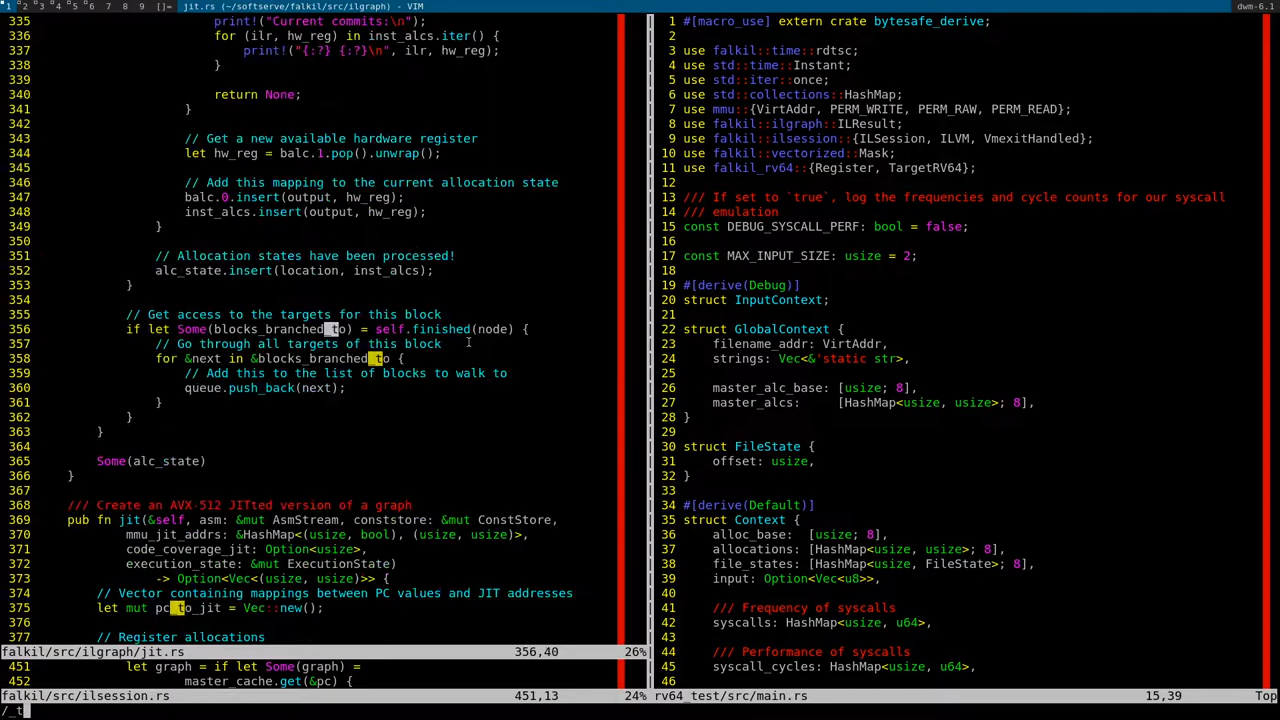 1 2 3 4 5 6 7 8 9 []= jit.rs (~/softserve/falkil/src/ilgraph) - VIM dwm-6.1
335 print!("Current commits:\n");
336 for (ilr, hw_reg) in inst_alcs.iter() {
337 print!("{:?} {:?}\n", ilr, hw_reg);
338 }
339
340 return None;
341 }
342
343 // Get a new available hardware register
344 let hw_reg = balc.1.pop().unwrap();
345
346 // Add this mapping to the current allocation state
347 balc.0.insert(output, hw_reg);
348 inst_alcs.insert(output, hw_reg);
349 }
350
351 // Allocation states have been processed!
352 alc_state.insert(location, inst_alcs);
353 }
354
355 // Get access to the targets for this block
356 if let Some(blocks_branched_to) = self.finished(node) {
357 // Go through all targets of this block
358 for &next in &blocks_branched_to {
359 // Add this to the list of blocks to walk to
360 queue.push_back(next);
361 }
362 }
363 }
364
365 Some(alc_state)
366 }
367
368 /// Create an AVX-512 JITted version of a graph
369 pub fn jit(&self, asm: &mut AsmStream, conststore: &mut ConstStore,
370 mmu_jit_addrs: &HashMap<(usize, bool), (usize, usize)>,
371 code_coverage_jit: Option<usize>,
372 execution_state: &mut ExecutionState)
373 -> Option<Vec<(usize, usize)>> {
374 // Vector containing mappings between PC values and JIT addresses
375 let mut pc_to_jit = Vec::new();
376
377 // Register allocations
falkil/src/ilgraph/jit.rs 356,40 26%
451 let graph = if let Some(graph) =
452 master_cache.get(&pc) {
falkil/src/ilsession.rs 451,13 24%
/_t
1 #[macro_use] extern crate bytesafe_derive;
2
3 use falkil::time::rdtsc;
4 use std::time::Instant;
5 use std::iter::once;
6 use std::collections::HashMap;
7 use mmu::{VirtAddr, PERM_WRITE, PERM_RAW, PERM_READ};
8 use falkil::ilgraph::ILResult;
9 use falkil::ilsession::{ILSession, ILVM, VmexitHandled};
10 use falkil::vectorized::Mask;
11 use falkil_rv64::{Register, TargetRV64};
12
13 /// If set to `true`, log the frequencies and cycle counts for our syscall
14 /// emulation
15 const DEBUG_SYSCALL_PERF: bool = false;
16
17 const MAX_INPUT_SIZE: usize = 2;
18
19 #[derive(Debug)]
20 struct InputContext;
21
22 struct GlobalContext {
23 filename_addr: VirtAddr,
24 strings: Vec<&'static str>,
25
26 master_alc_base: [usize; 8],
27 master_alcs: [HashMap<usize, usize>; 8],
28 }
29
30 struct FileState {
31 offset: usize,
32 }
33
34 #[derive(Default)]
35 struct Context {
36 alloc_base: [usize; 8],
37 allocations: [HashMap<usize, usize>; 8],
38 file_states: [HashMap<usize, FileState>; 8],
39 input: Option<Vec<u8>>,
40
41 /// Frequency of syscalls
42 syscalls: HashMap<usize, u64>,
43
44 /// Performance of syscalls
45 syscall_cycles: HashMap<usize, u64>,
46
rv64_test/src/main.rs 15,39 Top